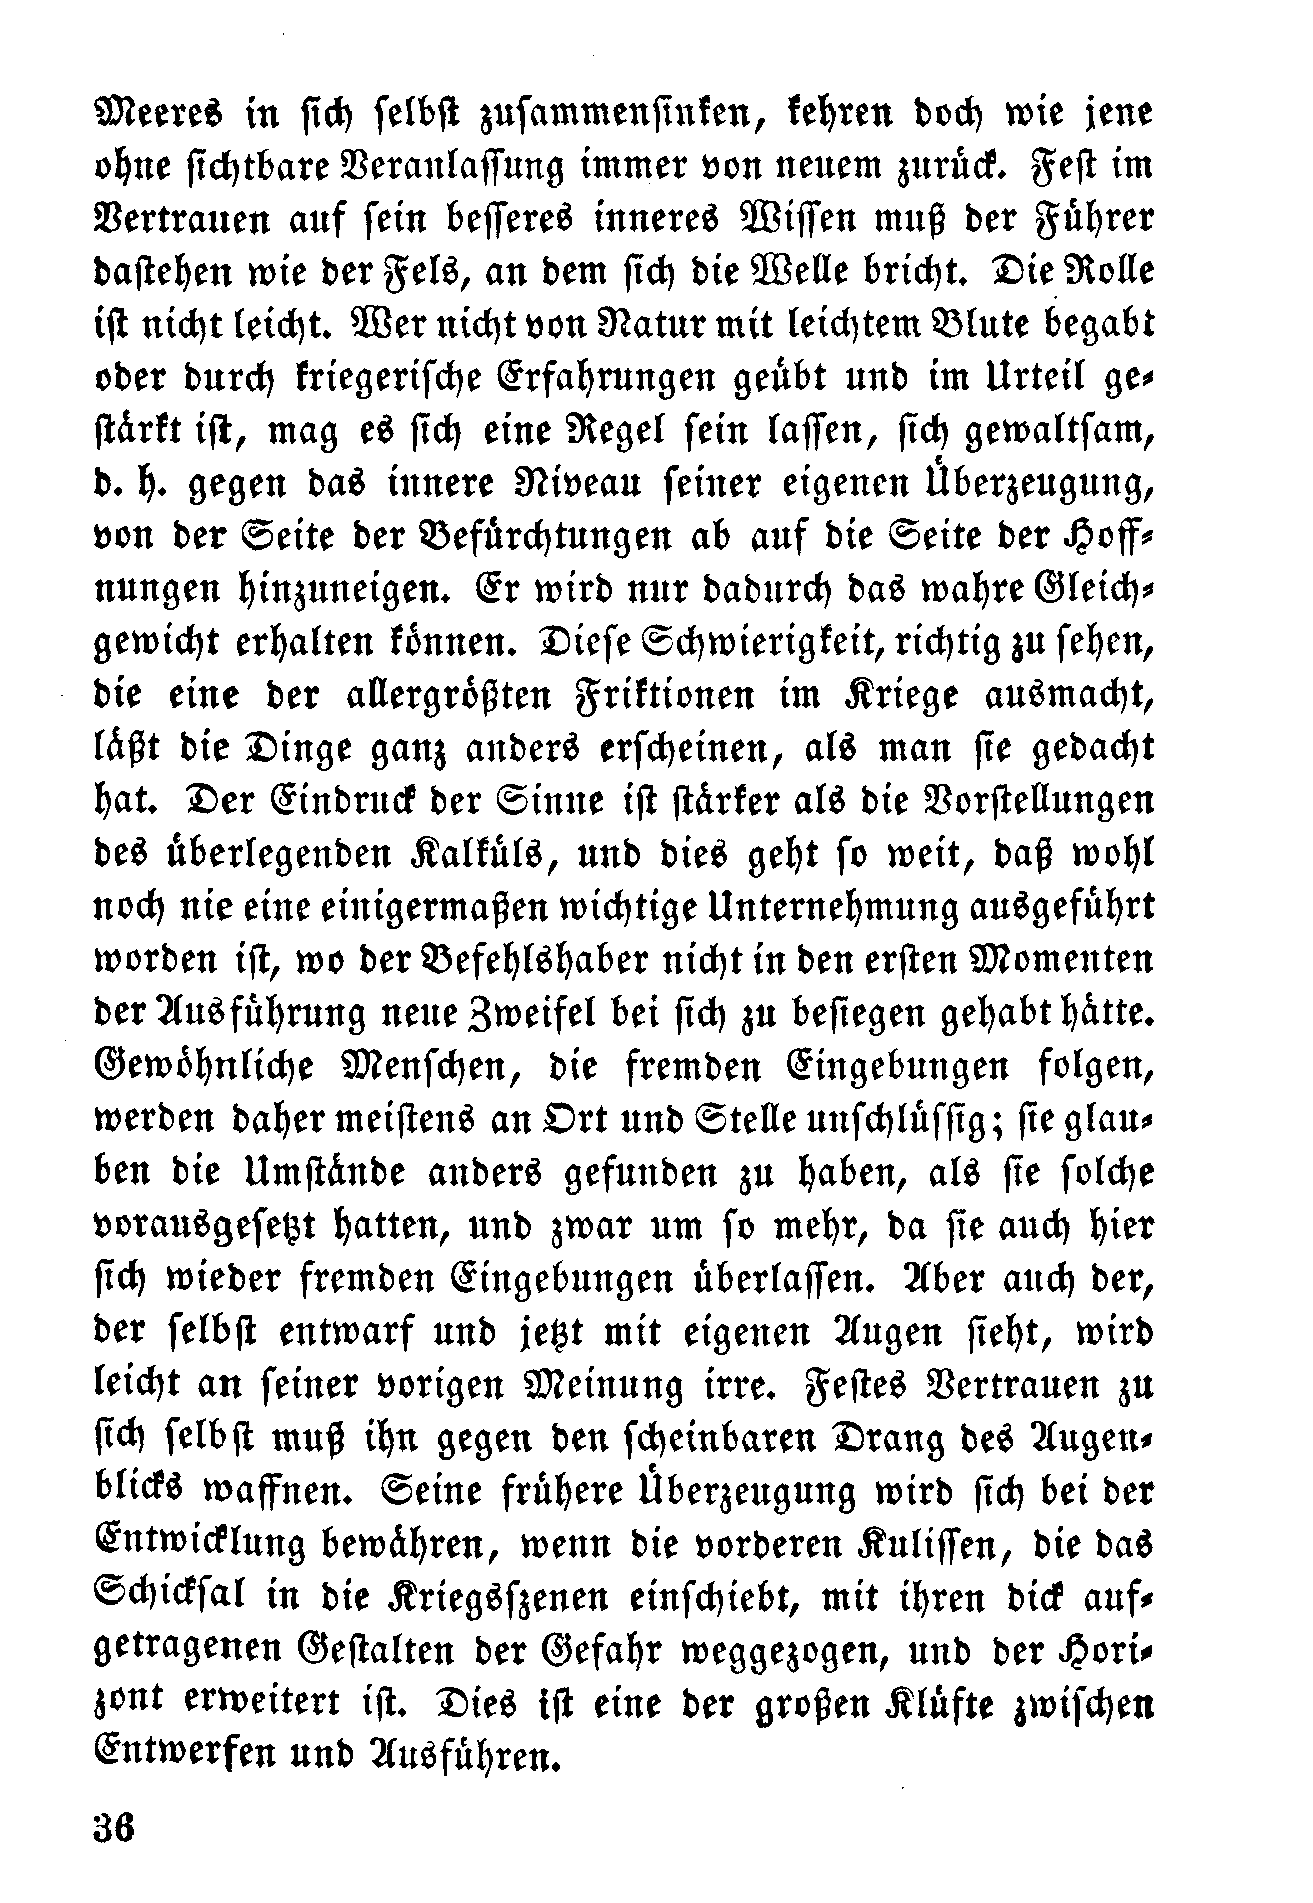 Meeres in sich selbst zusammensinken, kehren doch wie jene
ohne sichtbare Veranlassung immer von neuem zurück. Fest im
Vertrauen auf sein besseres inneres Wissen muß der Führer
dastehen wie der Fels, an dem sich die Welle bricht. Die Rolle
ist nicht leicht. Wer nicht von Natur mit leichtem Blute begabt
oder durch kriegerische Erfahrungen geübt und im Urteil ge-
stärkt ist, mag es sich eine Regel sein lassen, sich gewaltsam,
d. h. gegen das innere Niveau seiner eigenen Überzeugung,
von der Seite der Befürchtungen ab auf die Seite der Hoff-
nungen hinzuneigen. Er wird nur dadurch das wahre Gleich-
gewicht erhalten können. Diese Schwierigkeit, richtig zu sehen,
die eine der allergrößten Friktionen im Kriege ausmacht,
läßt die Dinge ganz anders erscheinen, als man sie gedacht
hat. Der Eindruck der Sinne ist stärker als die Vorstellungen
des überlegenden Kalküls, und dies geht so weit, daß wohl
noch nie eine einigermaßen wichtige Unternehmung ausgeführt
worden ist, wo der Befehlshaber nicht in den ersten Momenten
der Ausführung neue Zweifel bei sich zu besiegen gehabt hätte.
Gewöhnliche Menschen, die fremden Eingebungen folgen,
werden daher meistens an Ort und Stelle unschlüssig; sie glau-
ben die Umstände anders gefunden zu haben, als sie solche
vorausgesetzt hatten, und zwar um so mehr, da sie auch hier
sich wieder fremden Eingebungen überlassen. Aber auch der,
der selbst entwarf und jetzt mit eigenen Augen sieht, wird
leicht an seiner vorigen Meinung irre. Festes Vertrauen zu
sich selbst muß ihn gegen den scheinbaren Drang des Augen-
blicks waffnen. Seine frühere Überzeugung wird sich bei der
Entwicklung bewähren, wenn die vorderen Kulissen, die das
Schicksal in die Kriegsszenen einschiebt, mit ihren dick auf-
getragenen Gestalten der Gefahr weggezogen, und der Hori-
zont erweitert ist. Dies ist eine der großen Klüfte zwischen
Entwerfen und Ausführen.
36